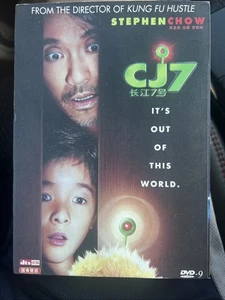 FROM THE DIRECTOR OF KUNG FU HUSTLE
STEPHEN CHOW
CJ7
长江7号
IT'S
OUT
OF
THIS
WORLD.
dts
DVD-9